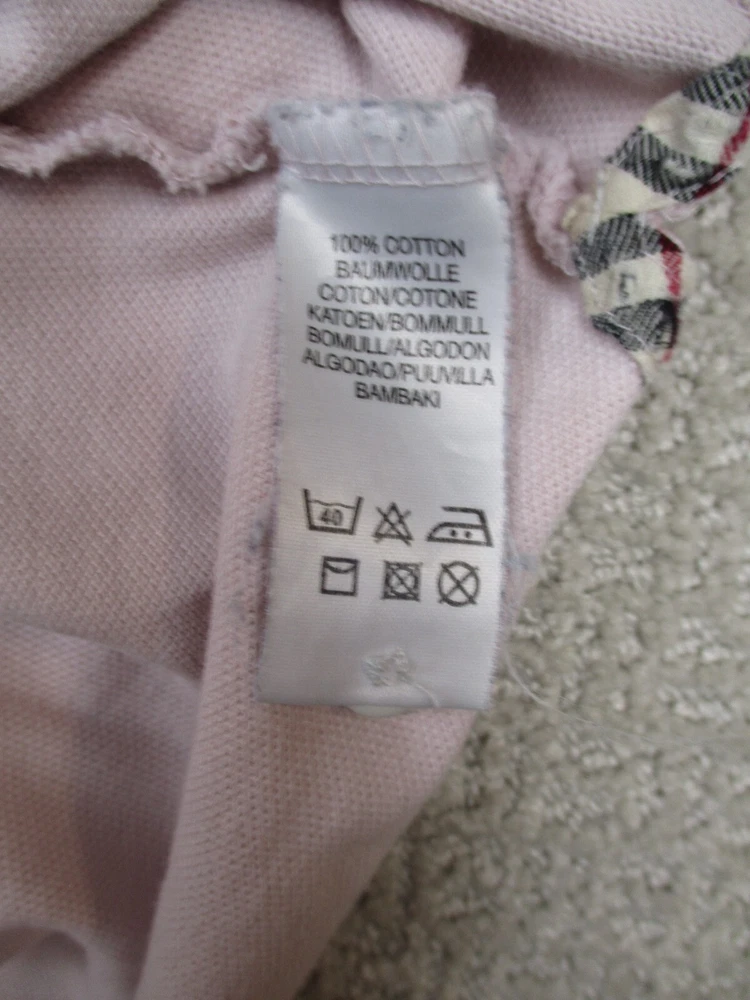 100% COTTON
BAUMWOLLE
COTON/COTONE
KATOEN/BOMMULL
BOMULL/ALGODON
ALGODAO/PUUVILLA
BAMBAKI
40